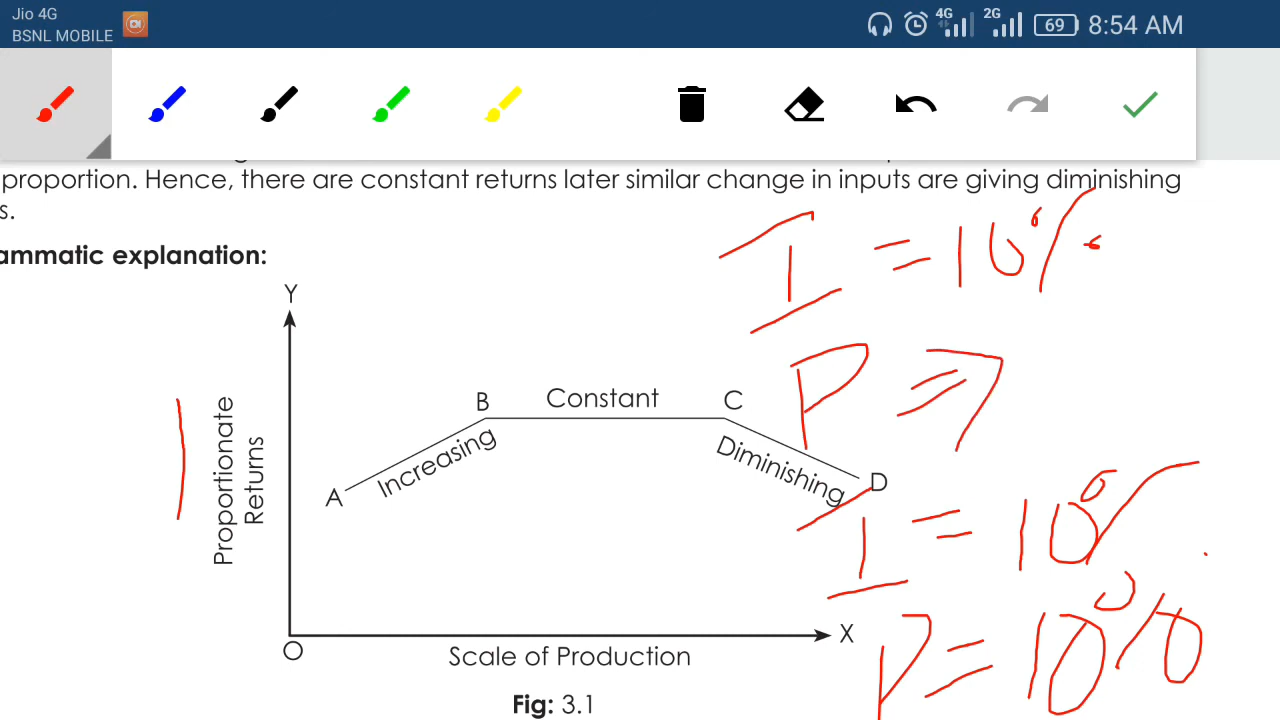 Jio 4G
BSNL MOBILE
4G
2G
69
8:54 AM
proportion. Hence, there are constant returns later similar change in inputs are giving diminishing
s.
ammatic explanation:
I = 10%
P =
I = 10%
P = 10%
Y
Proportionate
Returns
A
Increasing
B
Constant
C
Diminishing
D
O
X
Scale of Production
Fig: 3.1